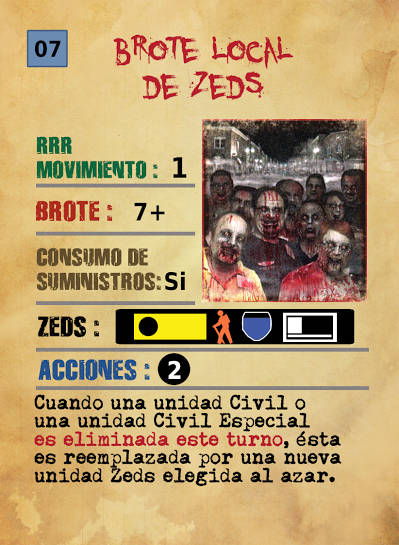 07
BROTE LOCAL
DE ZEDS
RRR
MOVIMIENTO : 1
BROTE : 7+
CONSUMO DE
SUMINISTROS: Si
ZEDS :
ACCIONES : 2
Cuando una unidad Civil o
una unidad Civil Especial
es eliminada este turno, ésta
es reemplazada por una nueva
unidad Zeds elegida al azar.